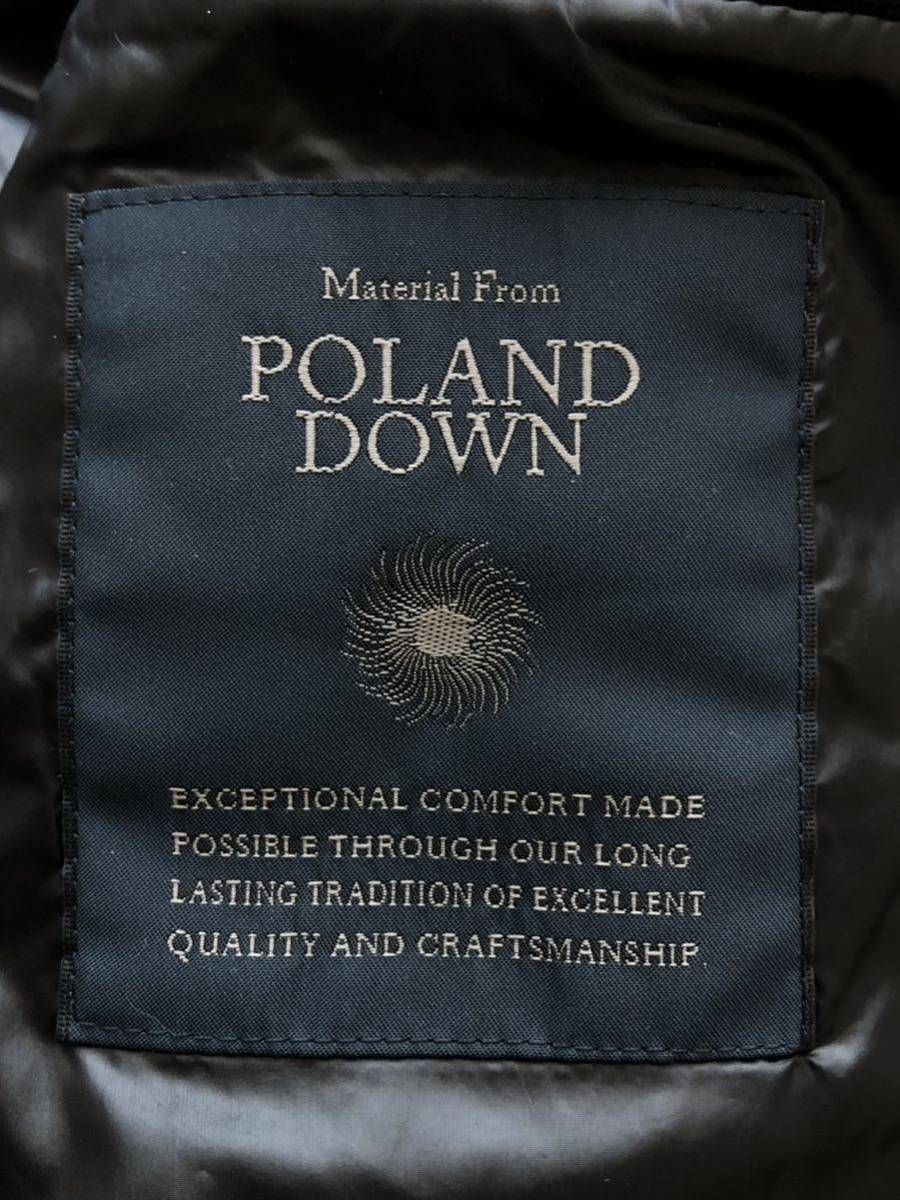 Material From
POLAND
DOWN
EXCEPTIONAL COMFORT MADE
POSSIBLE THROUGH OUR LONG
LASTING TRADITION OF EXCELLENT
QUALITY AND CRAFTSMANSHIP.